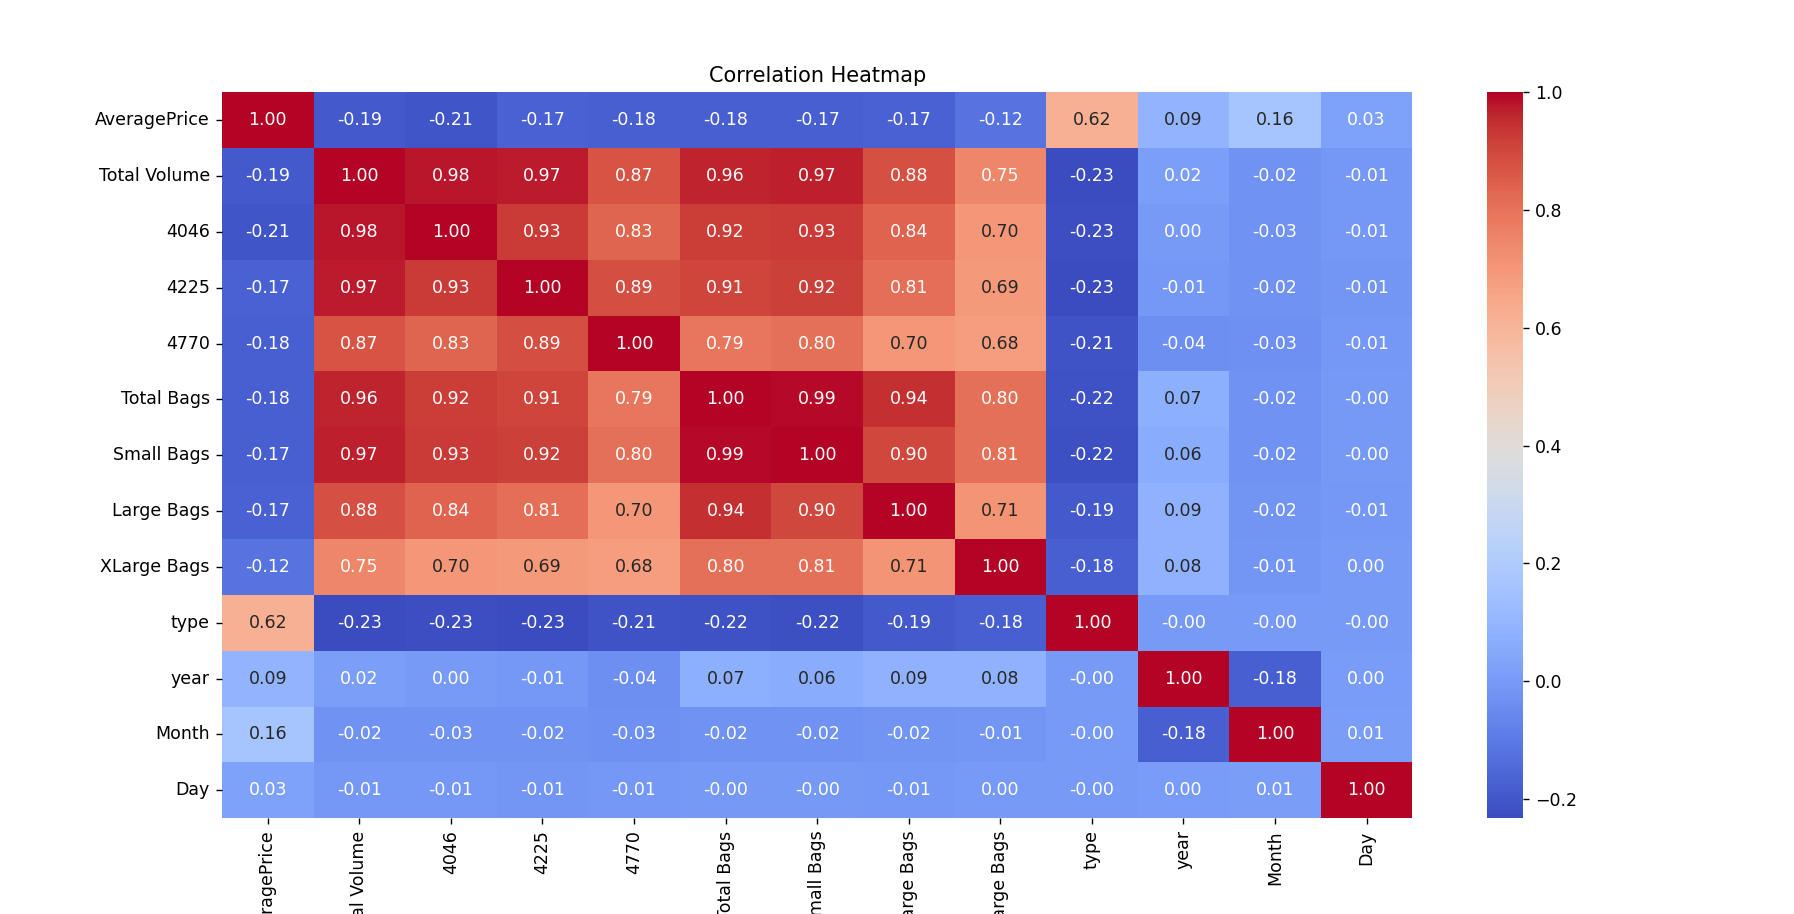 Correlation Heatmap
AveragePrice 1.00 -0.19 -0.21 -0.17 -0.18 -0.18 -0.17 -0.17 -0.12 0.62 0.09 0.16 0.03
Total Volume -0.19 1.00 0.98 0.97 0.87 0.96 0.97 0.88 0.75 -0.23 0.02 -0.02 -0.01
4046 -0.21 0.98 1.00 0.93 0.83 0.92 0.93 0.84 0.70 -0.23 0.00 -0.03 -0.01
4225 -0.17 0.97 0.93 1.00 0.89 0.91 0.92 0.81 0.69 -0.23 -0.01 -0.02 -0.01
4770 -0.18 0.87 0.83 0.89 1.00 0.79 0.80 0.70 0.68 -0.21 -0.04 -0.03 -0.01
Total Bags -0.18 0.96 0.92 0.91 0.79 1.00 0.99 0.94 0.80 -0.22 0.07 -0.02 -0.00
Small Bags -0.17 0.97 0.93 0.92 0.80 0.99 1.00 0.90 0.81 -0.22 0.06 -0.02 -0.00
Large Bags -0.17 0.88 0.84 0.81 0.70 0.94 0.90 1.00 0.71 -0.19 0.09 -0.02 -0.01
XLarge Bags -0.12 0.75 0.70 0.69 0.68 0.80 0.81 0.71 1.00 -0.18 0.08 -0.01 0.00
type 0.62 -0.23 -0.23 -0.23 -0.21 -0.22 -0.22 -0.19 -0.18 1.00 -0.00 -0.00 -0.00
year 0.09 0.02 0.00 -0.01 -0.04 0.07 0.06 0.09 0.08 -0.00 1.00 -0.18 0.00
Month 0.16 -0.02 -0.03 -0.02 -0.03 -0.02 -0.02 -0.02 -0.01 -0.00 -0.18 1.00 0.01
Day 0.03 -0.01 -0.01 -0.01 -0.01 -0.00 -0.00 -0.01 0.00 -0.00 0.00 0.01 1.00
ragePrice
al Volume
4046
4225
4770
Total Bags
mall Bags
arge Bags
arge Bags
type
year
Month
Day
1.0
0.8
0.6
0.4
0.2
0.0
−0.2